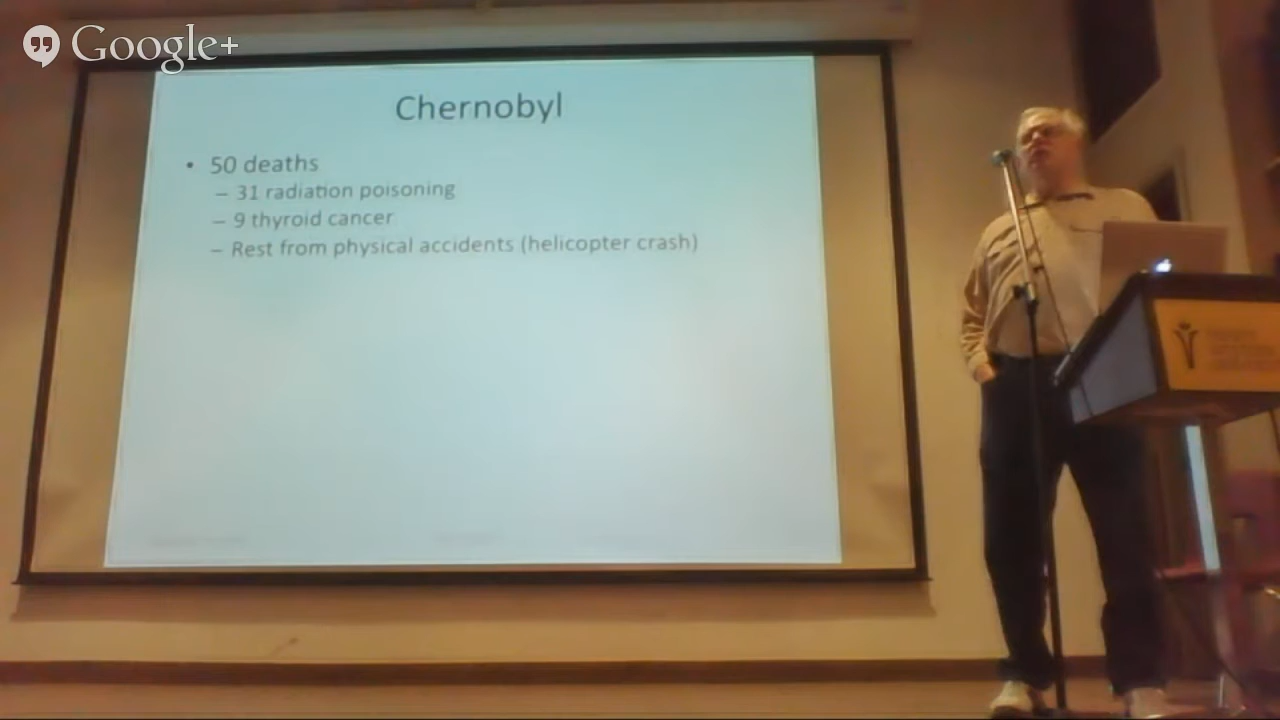 Google+
Chernobyl
• 50 deaths
– 31 radiation poisoning
– 9 thyroid cancer
– Rest from physical accidents (helicopter crash)